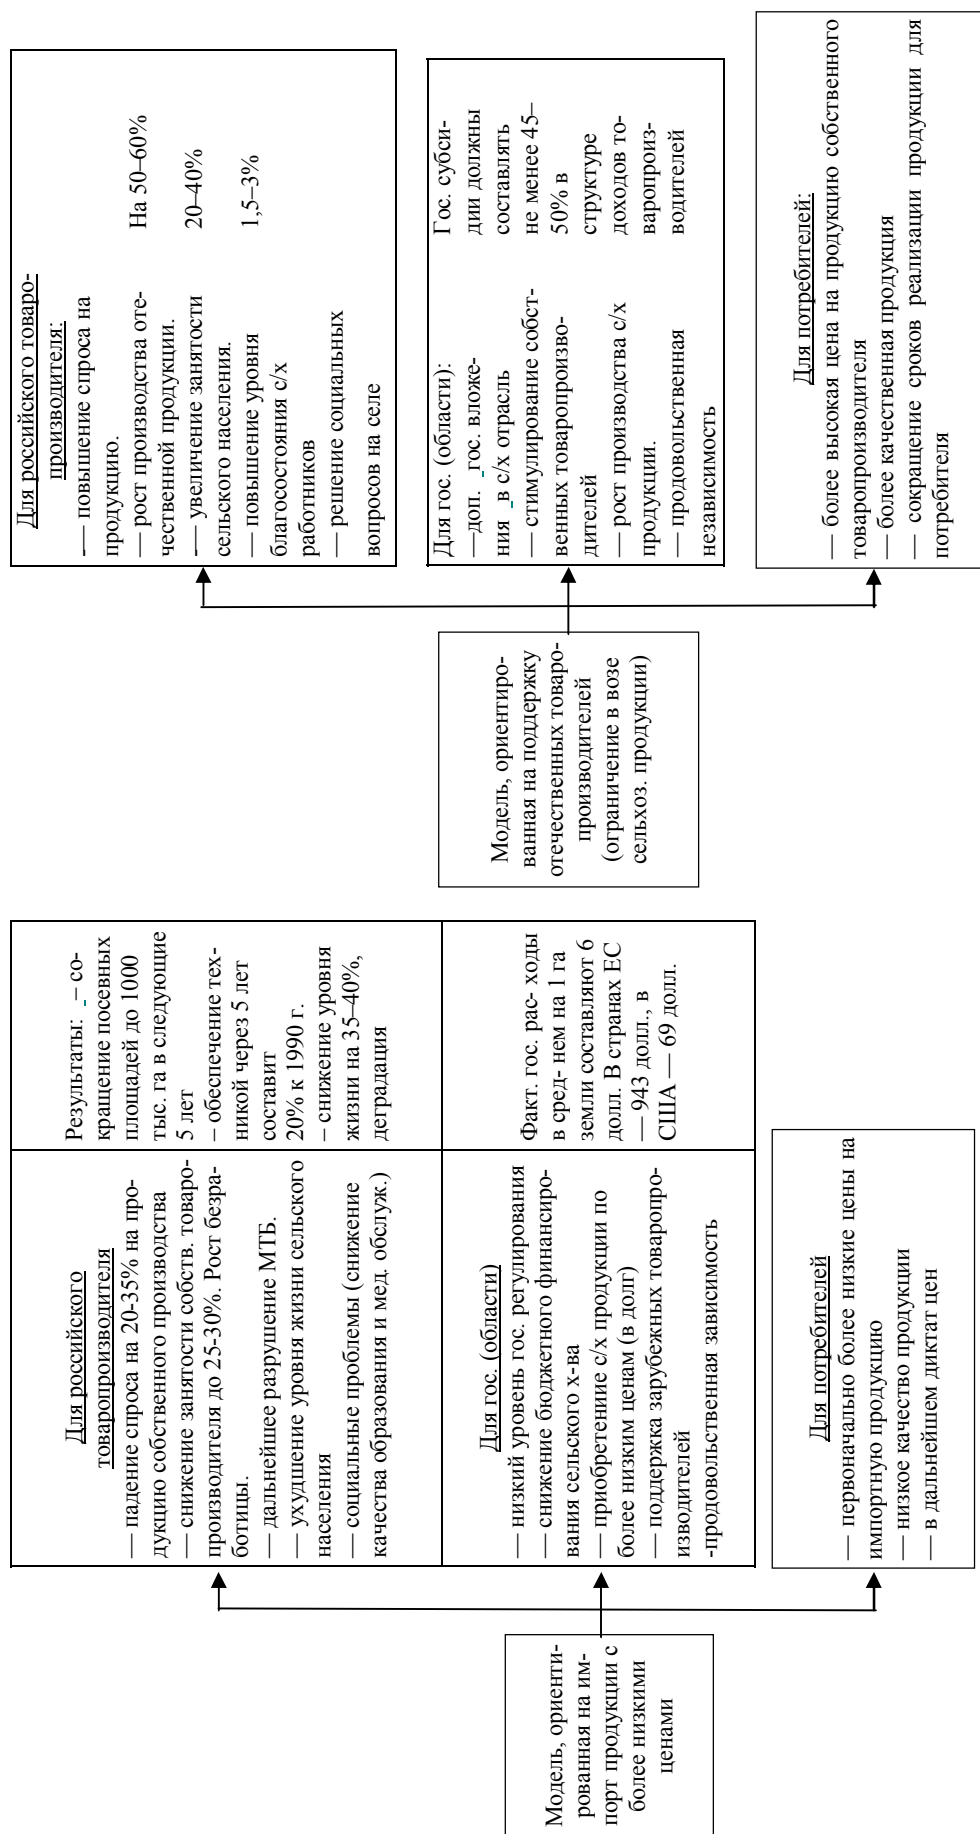 Модель, ориенти-
рованная на им-
порт продукции с
более низкими
ценами
Для российского
товаропроизводителя
— падение спроса на 20-35% на про-
дукцию собственного производства
— снижение занятости собств. товаро-
производителя до 25-30%. Рост безра-
ботицы.
— дальнейшее разрушение МТБ.
— ухудшение уровня жизни сельского
населения
— социальные проблемы (снижение
качества образования и мед. обслуж.)
Результаты: – со-
кращение посевных
площадей до 1000
тыс. га в следующие
5 лет
– обеспечение тех-
никой через 5 лет
составит
20% к 1990 г.
– снижение уровня
жизни на 35–40%,
деградация
Для гос. (области)
— низкий уровень гос. регулирования
— снижение бюджетного финансиро-
вания сельского х-ва
— приобретениие с/х продукции по
более низким ценам (в долг)
— поддержка зарубежных товаропро-
изводителей
-продовольственная зависимость
Факт. гос. рас- ходы
в сред- нем на 1 га
земли составляют 6
долл. В странах ЕС
— 943 долл., в
США — 69 долл.
Для потребителей
— первоначально более низкие цены на
импортную продукцию
— низкое качество продукции
— в дальнейшем диктат цен
Модель, ориентиро-
ванная на поддержку
отечественных товаро-
производителей
(ограничение в возе
сельхоз. продукции)
Для российского товаро-
производителя:
— повышение спроса на
продукцию.
— рост производства оте-
чественной продукции.
— увеличение занятости
сельского населения.
— повышение уровня
благосостояния с/х
работников
— решение социальных
вопросов на селе
На 50–60%
20–40%
1,5–3%
Для гос. (области):
—доп. гос. вложе-
ния в с/х отрасль
— стимулирование собст-
венных товаропроизво-
дителей
— рост производства с/х
продукции.
— продовольственная
независимость
Гос. субси-
дии должны
составлять
не менее 45–
50% в
структуре
доходов то-
варопроиз-
водителей
Для потребителей:
— более высокая цена на продукцию собственного
товаропроизводителя
— более качественная продукция
— сокращение сроков реализации продукции для
потребителя